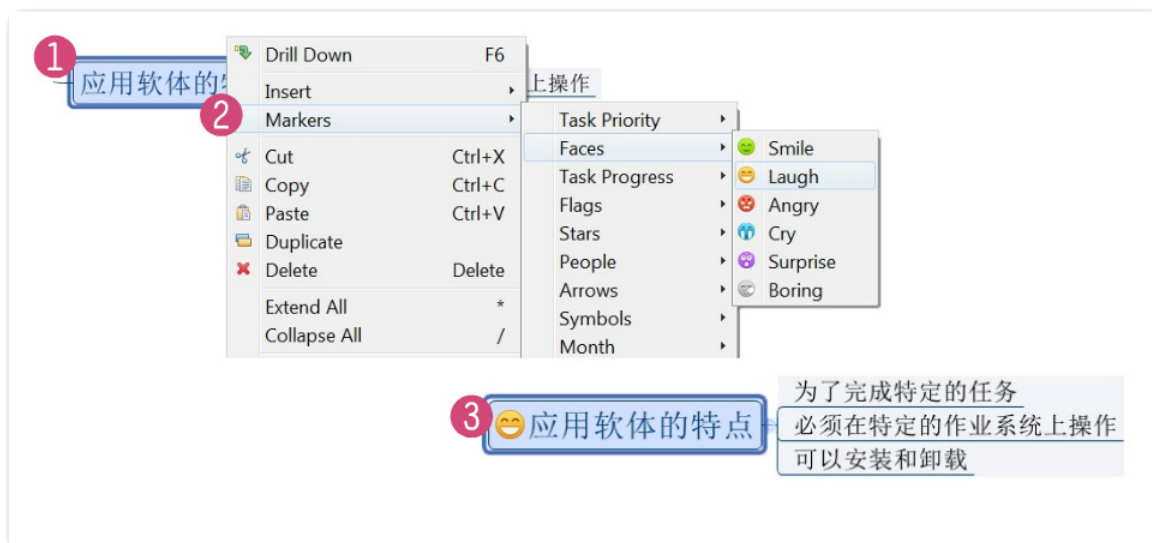 1
应用软体的
上操作
Drill Down F6
Insert
2
Markers
Cut Ctrl+X
Copy Ctrl+C
Paste Ctrl+V
Duplicate
Delete Delete
Extend All *
Collapse All /
Task Priority
Faces
Task Progress
Flags
Stars
People
Arrows
Symbols
Month
Smile
Laugh
Angry
Cry
Surprise
Boring
3
应用软体的特点
为了完成特定的任务
必须在特定的作业系统上操作
可以安装和卸载